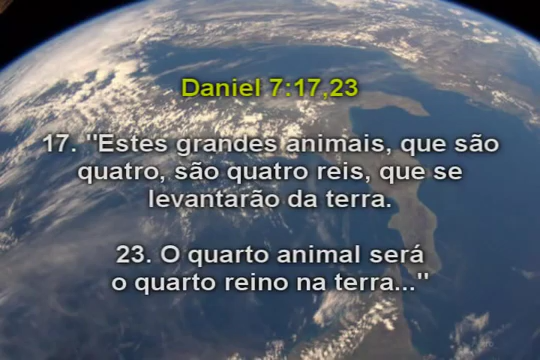 Daniel 7:17,23
17. "Estes grandes animais, que são
quatro, são quatro reis, que se
levantarão da terra.
23. O quarto animal será
o quarto reino na terra..."